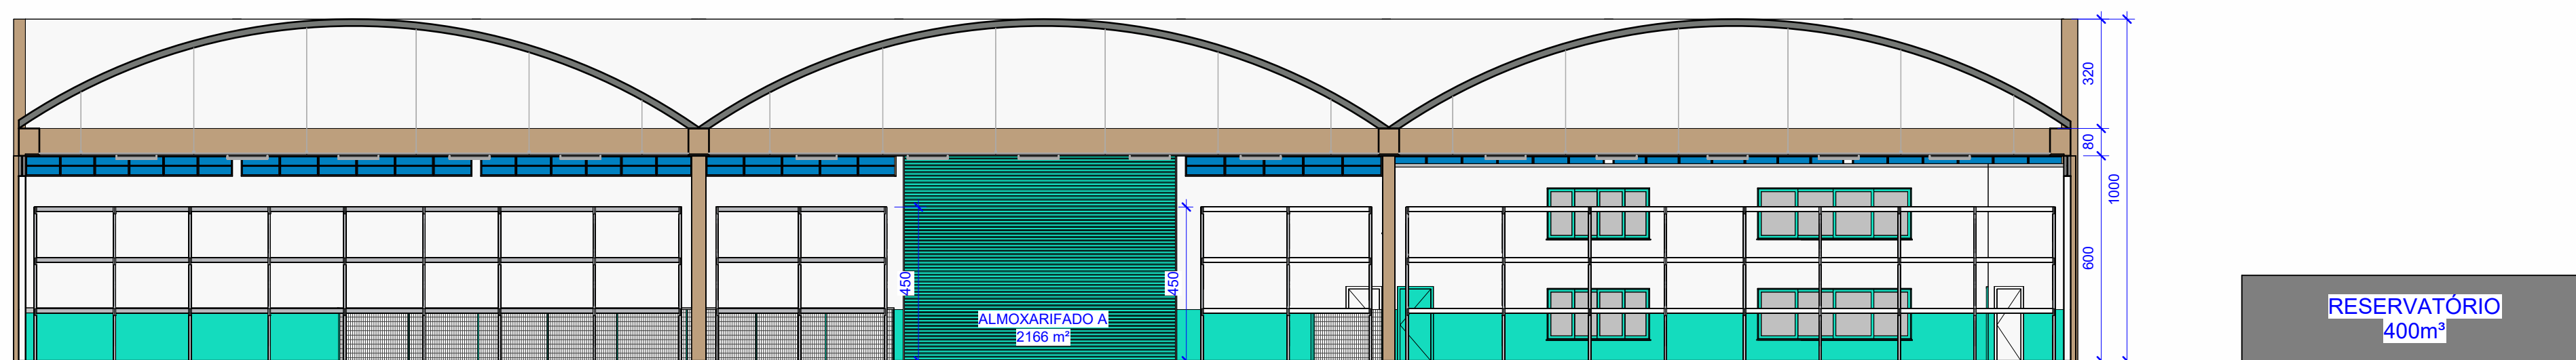 320
80
1000
600
450
450
ALMOXARIFADO A
2166 m²
RESERVATÓRIO
400m³